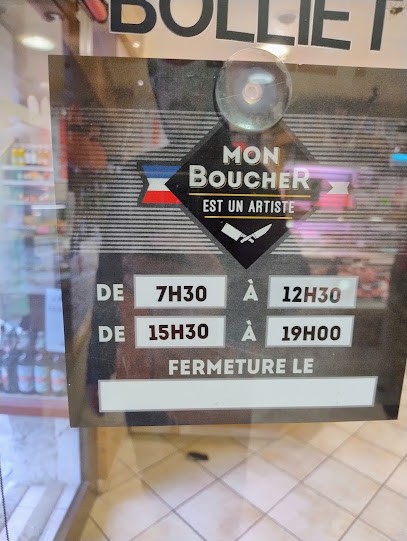 BOLLIET
MON
BOUCHER
EST UN ARTISTE
DE 7H30 À 12H30
DE 15H30 À 19H00
FERMETURE LE